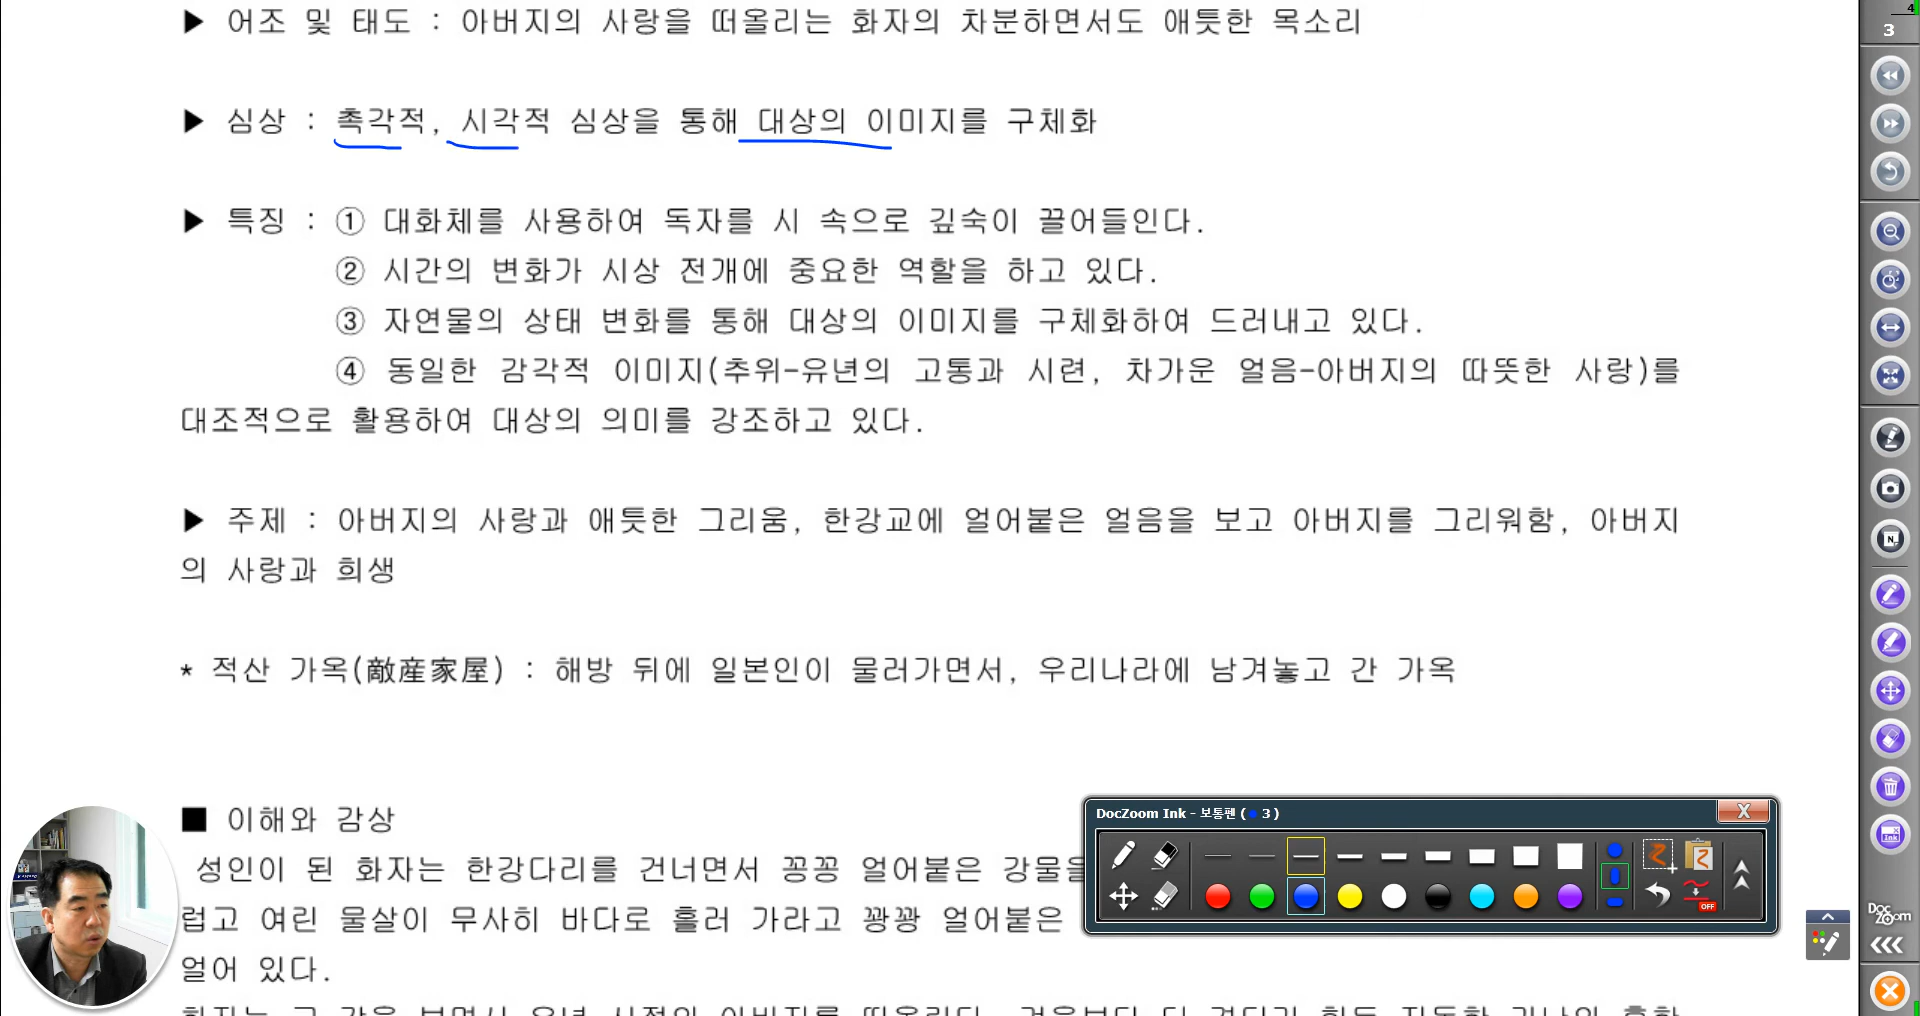 ▶ 어조 및 태도 : 아버지의 사랑을 떠올리는 화자의 차분하면서도 애틋한 목소리
▶ 심상 : 촉각적, 시각적 심상을 통해 대상의 이미지를 구체화
▶ 특징 : ① 대화체를 사용하여 독자를 시 속으로 깊숙이 끌어들인다.
② 시간의 변화가 시상 전개에 중요한 역할을 하고 있다.
③ 자연물의 상태 변화를 통해 대상의 이미지를 구체화하여 드러내고 있다.
④ 동일한 감각적 이미지(추위-유년의 고통과 시련, 차가운 얼음-아버지의 따뜻한 사랑)를
대조적으로 활용하여 대상의 의미를 강조하고 있다.
▶ 주제 : 아버지의 사랑과 애틋한 그리움, 한강교에 얼어붙은 얼음을 보고 아버지를 그리워함, 아버지
의 사랑과 희생
* 적산 가옥(敵産家屋) : 해방 뒤에 일본인이 물러가면서, 우리나라에 남겨놓고 간 가옥
■ 이해와 감상
성인이 된 화자는 한강다리를 건너면서 꽁꽁 얼어붙은 강물을
럽고 여린 물살이 무사히 바다로 흘러 가라고 꽝꽝 얼어붙은
얼어 있다.
DocZoom Ink - 보통펜 ( 3 )
X
OFF
4
3
N
Ink
DocZoom